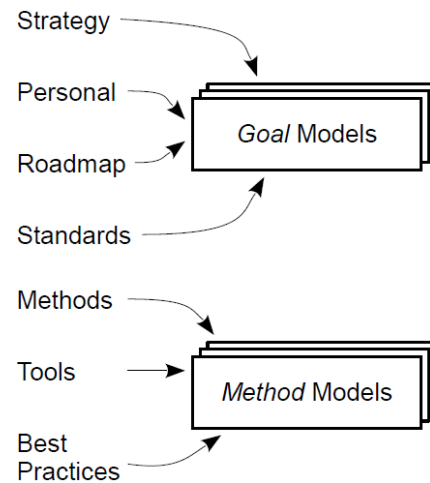 Strategy
Personal
Goal Models
Roadmap
Standards
Methods
Tools
Method Models
Best
Practices